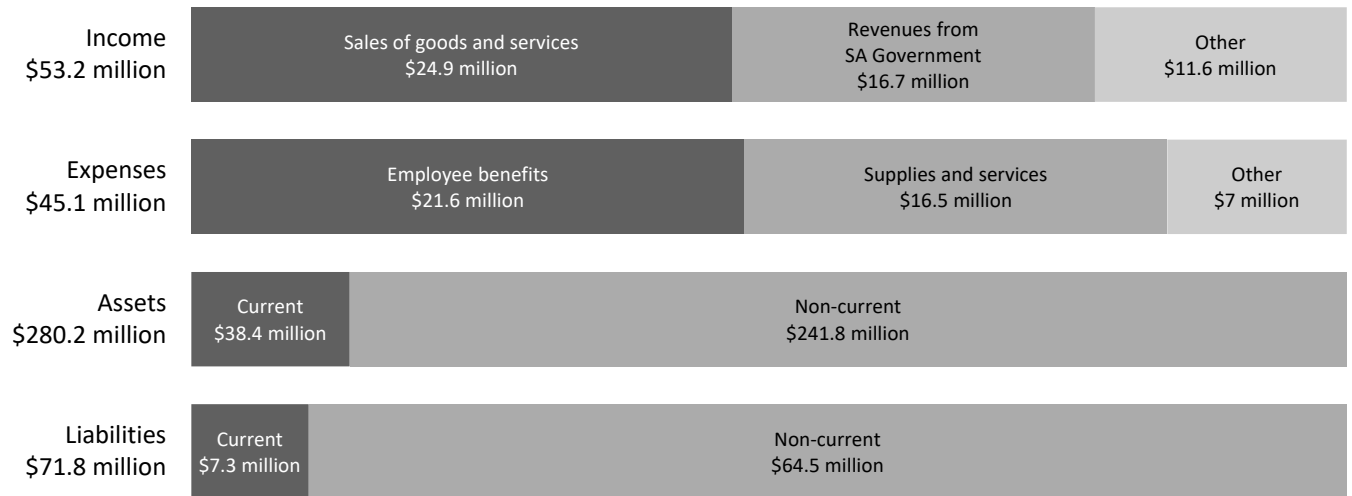 Income
$53.2 million
Sales of goods and services
$24.9 million
Revenues from
SA Government
$16.7 million
Other
$11.6 million
Expenses
$45.1 million
Employee benefits
$21.6 million
Supplies and services
$16.5 million
Other
$7 million
Assets
$280.2 million
Current
$38.4 million
Non-current
$241.8 million
Liabilities
$71.8 million
Current
$7.3 million
Non-current
$64.5 million